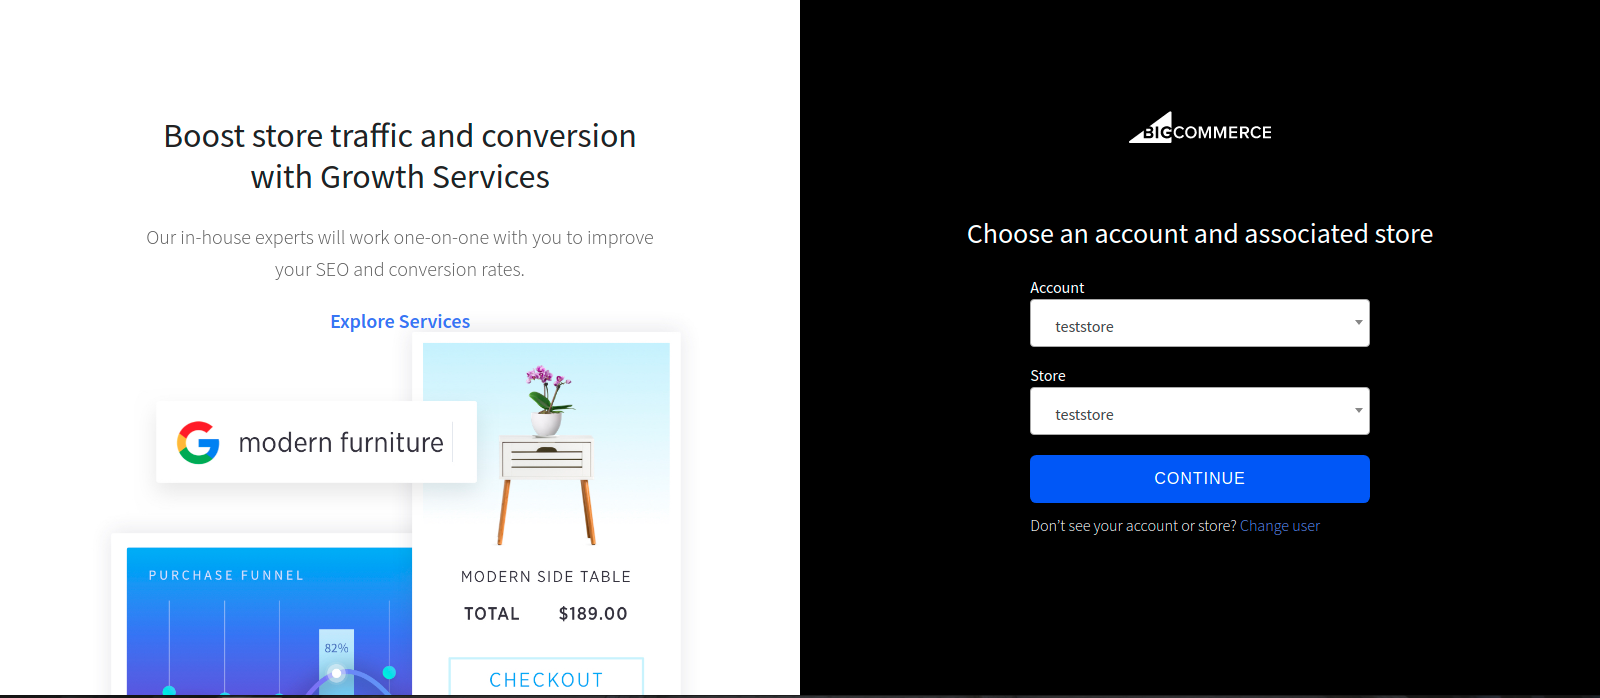 Boost store traffic and conversion
with Growth Services
Our in-house experts will work one-on-one with you to improve
your SEO and conversion rates.
Explore Services
modern furniture
PURCHASE FUNNEL
82%
MODERN SIDE TABLE
TOTAL $189.00
CHECKOUT
BIGCOMMERCE
Choose an account and associated store
Account
teststore
Store
teststore
CONTINUE
Don't see your account or store? Change user